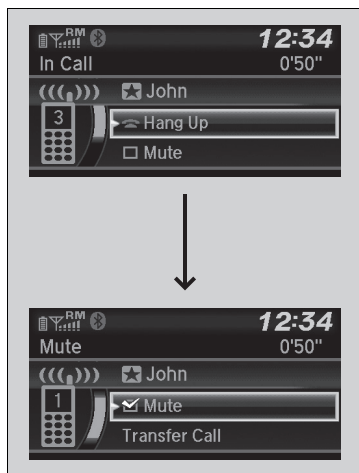 RM
12:34
In Call
0'50"
John
3
Hang Up
Mute
RM
12:34
Mute
0'50"
John
1
Mute
Transfer Call